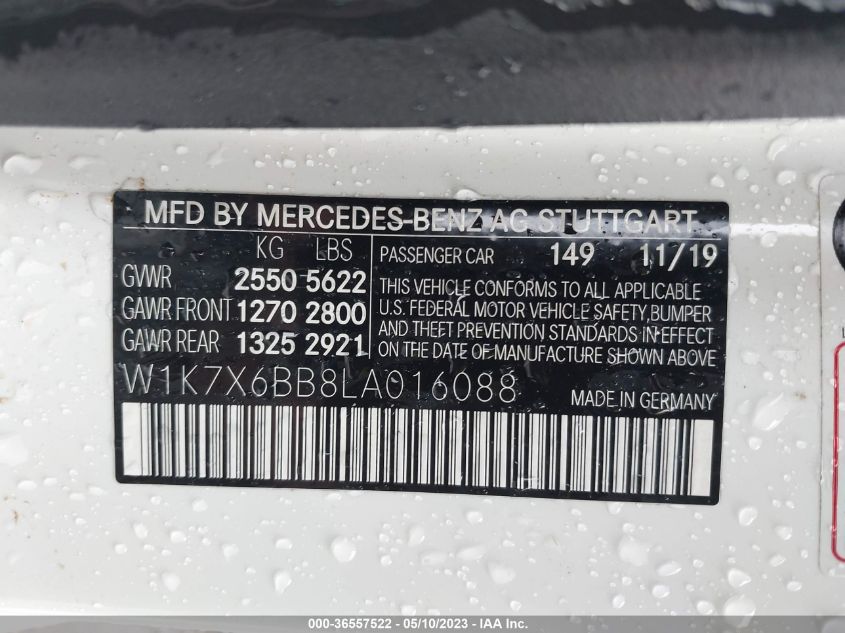 MFD BY MERCEDES-BENZ AG STUTTGART
KG LBS
GVWR 2550 5622
GAWR FRONT 1270 2800
GAWR REAR 1325 2921
PASSENGER CAR 149 11/19
THIS VEHICLE CONFORMS TO ALL APPLICABLE
U.S. FEDERAL MOTOR VEHICLE SAFETY, BUMPER
AND THEFT PREVENTION STANDARDS IN EFFECT
ON THE DATE OF MANUFACTURE SHOWN ABOVE
W1K7X6BB8LA016088 MADE IN GERMANY
000-36557522 - 05/10/2023 - IAA Inc.